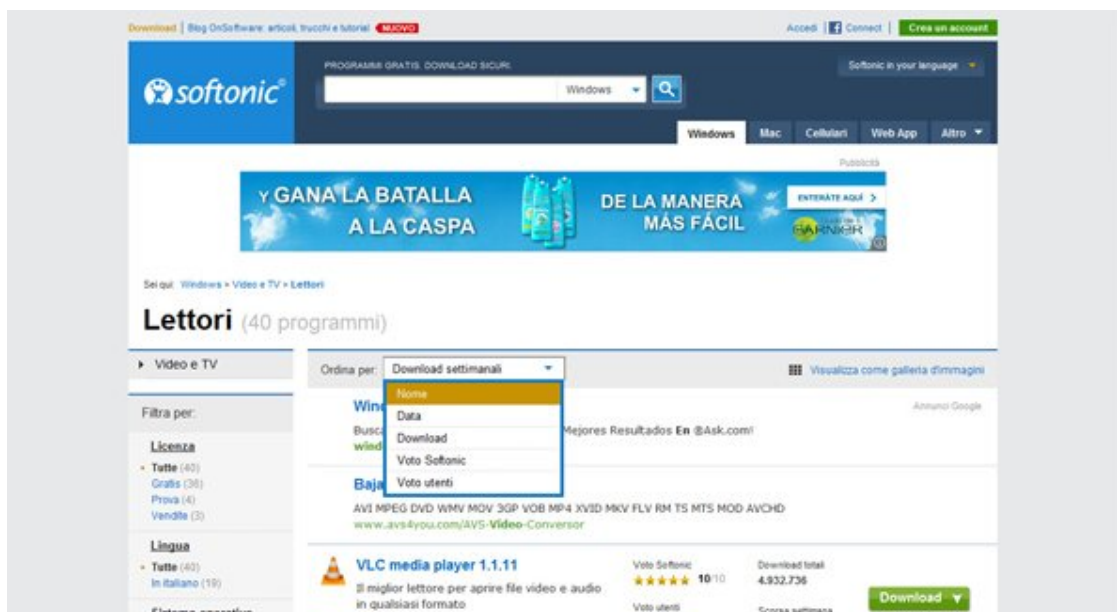 Download | Blog OnSoftware: articoli, trucchi e tutorial NUOVO
Accedi | Connect | Crea un account
softonic®
PROGRAMMI GRATIS. DOWNLOAD SICURI.
Softonic in your language
Windows
Windows Mac Cellulari Web App Altro
Pubblicità
Y GANA LA BATALLA
A LA CASPA
DE LA MANERA
MÁS FÁCIL
ENTÉRATE AQUÍ >
GARNIER
Sei qui: Windows > Video e TV > Lettori
Lettori (40 programmi)
Video e TV
Ordina per: Download settimanali
Visualizza come galleria d'immagini
Nome
Data
Download
Voto Softonic
Voto utenti
Filtra per:
Licenza
Tutte (40)
Gratis (36)
Prova (4)
Vendita (3)
Lingua
Tutte (40)
In italiano (19)
Annunci Google
Mejores Resultados En ®Ask.com!
Baja
AVI MPEG DVD WMV MOV 3GP VOB MP4 XVID MKV FLV RM TS MTS MOD AVCHD
www.avs4you.com/AVS-Video-Conversor
VLC media player 1.1.11
Il miglior lettore per aprire file video e audio
in qualsiasi formato
Voto Softonic
10/10
Voto utenti
Download totali
4.932.736
Scorsa settimana
Download